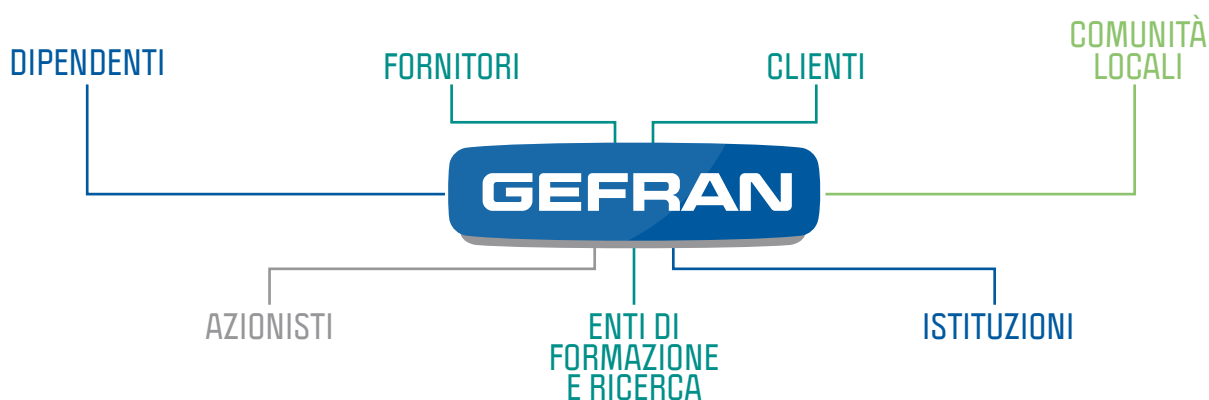 DIPENDENTI
FORNITORI
CLIENTI
COMUNITÀ
LOCALI
GEFRAN
AZIONISTI
ENTI DI
FORMAZIONE
E RICERCA
ISTITUZIONI